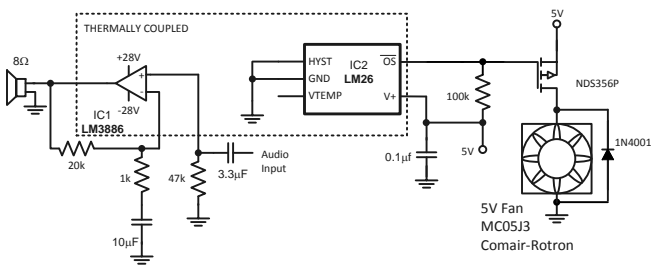 THERMALLY COUPLED
5V
8Ω
+28V
+
-
-28V
IC1
LM3886
HYST
GND
VTEMP
IC2
LM26
OS
V+
100k
NDS356P
20k
1k
47k
3.3μF
Audio
Input
0.1μf
5V
1N4001
10μF
5V Fan
MC05J3
Comair-Rotron